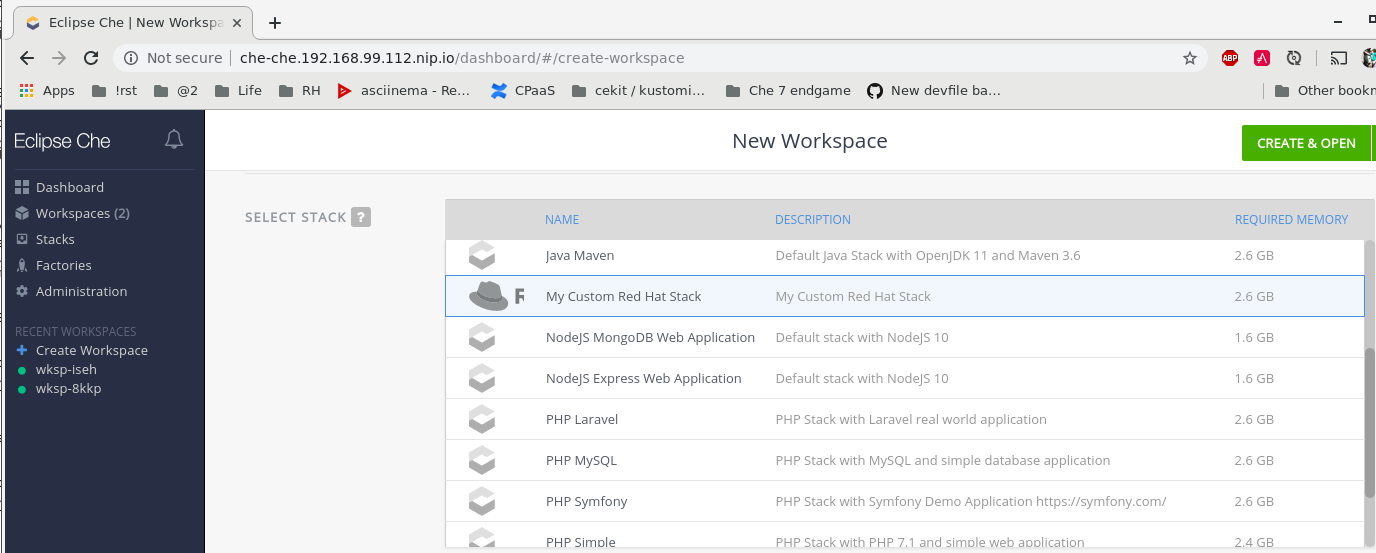 Eclipse Che | New Workspa
Not secure che-che.192.168.99.112.nip.io/dashboard/#/create-workspace ABP
Apps !rst @2 Life RH asciinema - Re... CPaaS cekit / kustomi... Che 7 endgame New devfile ba... Other bookm
Eclipse Che
New Workspace
CREATE & OPEN
Dashboard
Workspaces (2)
Stacks
Factories
Administration
RECENT WORKSPACES
Create Workspace
wksp-iseh
wksp-8kkp
SELECT STACK ?
NAME DESCRIPTION REQUIRED MEMORY
Java Maven Default Java Stack with OpenJDK 11 and Maven 3.6 2.6 GB
R My Custom Red Hat Stack My Custom Red Hat Stack 2.6 GB
NodeJS MongoDB Web Application Default stack with NodeJS 10 1.6 GB
NodeJS Express Web Application Default stack with NodeJS 10 1.6 GB
PHP Laravel PHP Stack with Laravel real world application 2.6 GB
PHP MySQL PHP Stack with MySQL and simple database application 2.6 GB
PHP Symfony PHP Stack with Symfony Demo Application https://symfony.com/ 2.6 GB
PHP Simple PHP Stack with PHP 7.1 and simple web application 2.4 GB